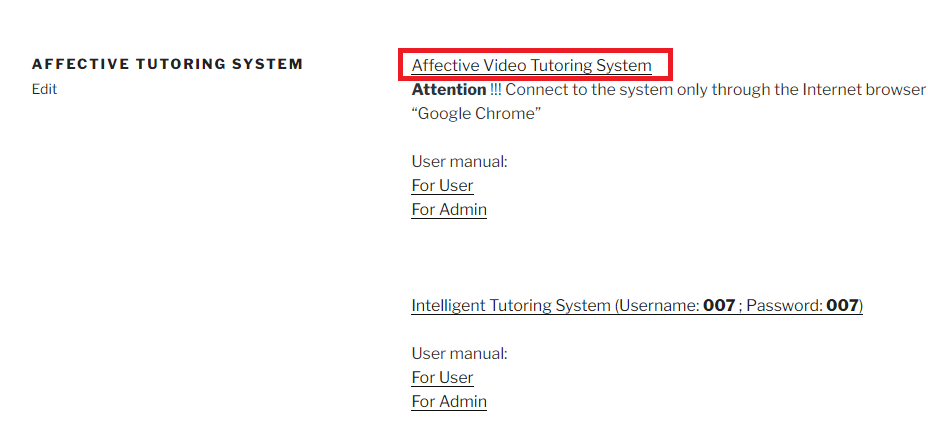 AFFECTIVE TUTORING SYSTEM
Edit
Affective Video Tutoring System
Attention !!! Connect to the system only through the Internet browser
“Google Chrome”
User manual:
For User
For Admin
Intelligent Tutoring System (Username: 007 ; Password: 007)
User manual:
For User
For Admin